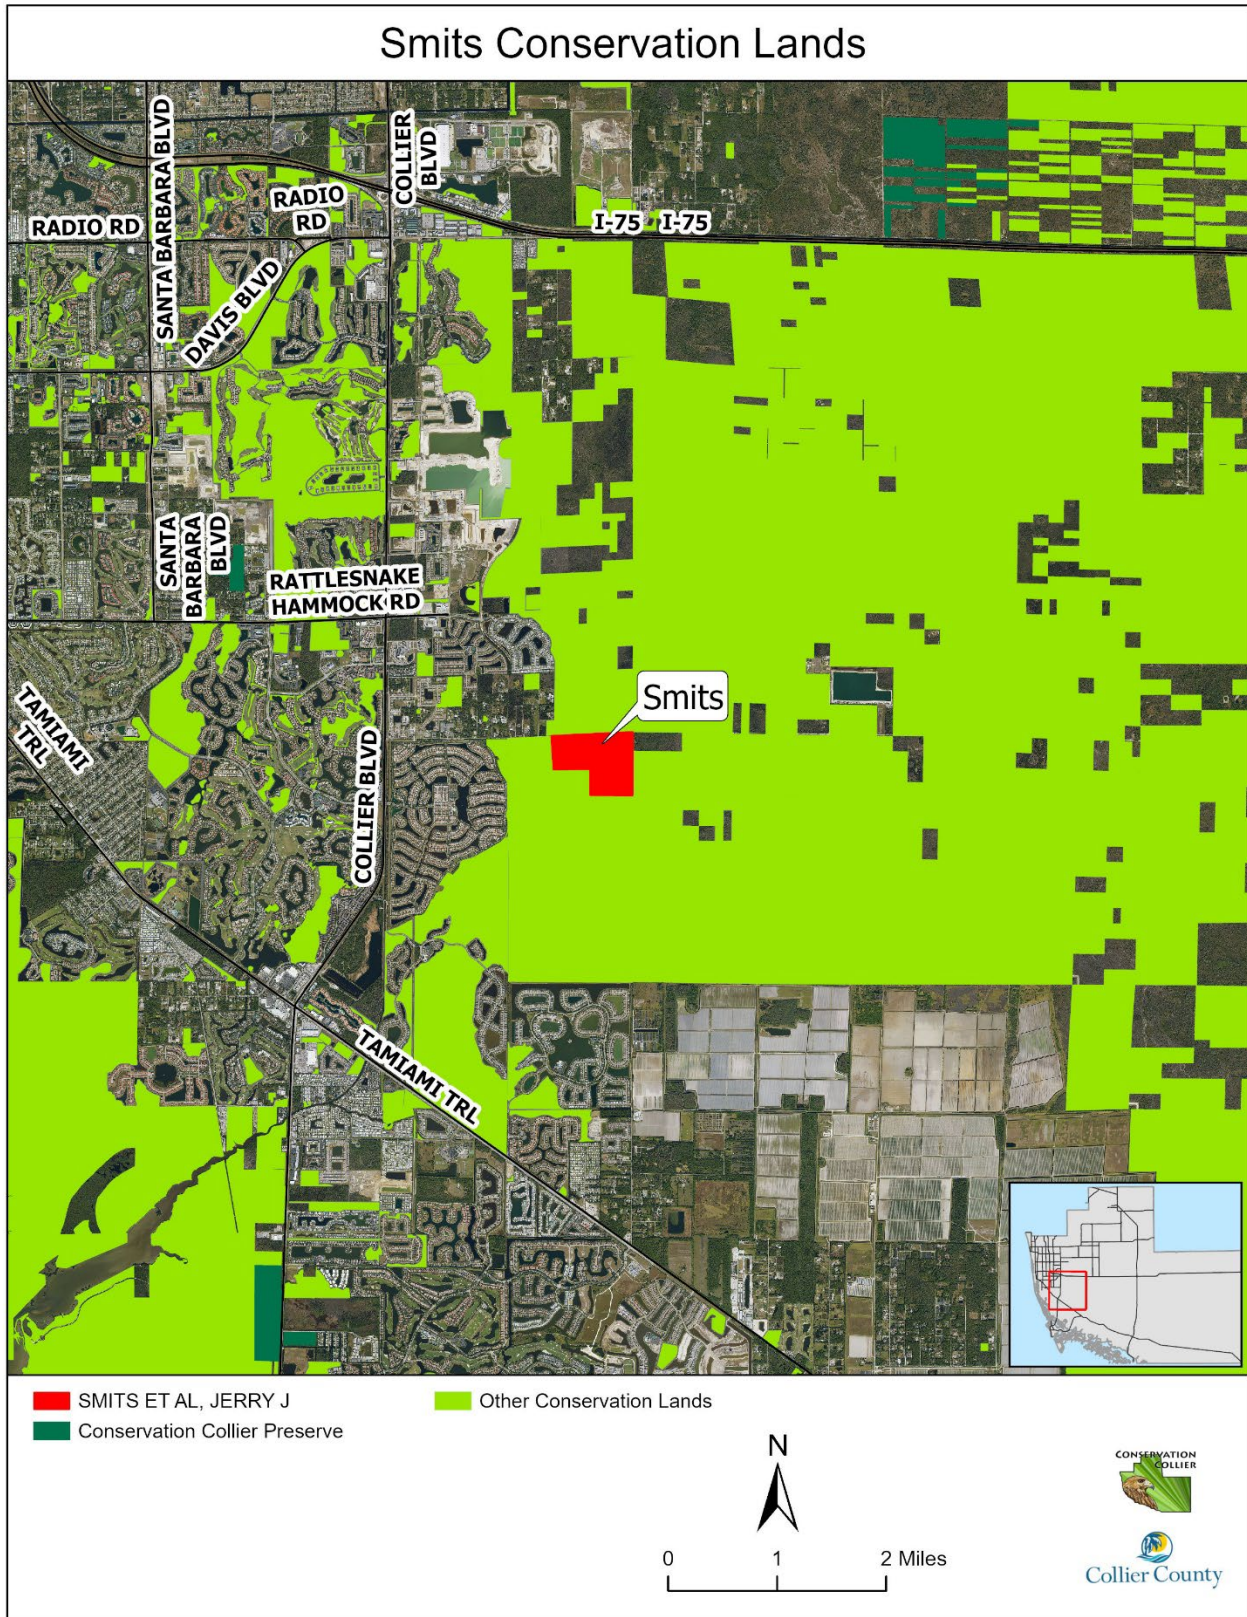 Smits Conservation Lands
SANTA BARBARA BLVD
COLLIER
BLVD
RADIO RD
RADIO
RD
I-75
I-75
DAVIS BLVD
SANTA
BARBARA
BLVD
RATTLESNAKE
HAMMOCK RD
Smits
TAMIAMI
TRL
COLLIER BLVD
TAMIAMI TRL
SMITS ET AL, JERRY J
Other Conservation Lands
Conservation Collier Preserve
N
0 1 2 Miles
CONSERVATION
COLLIER
Collier County